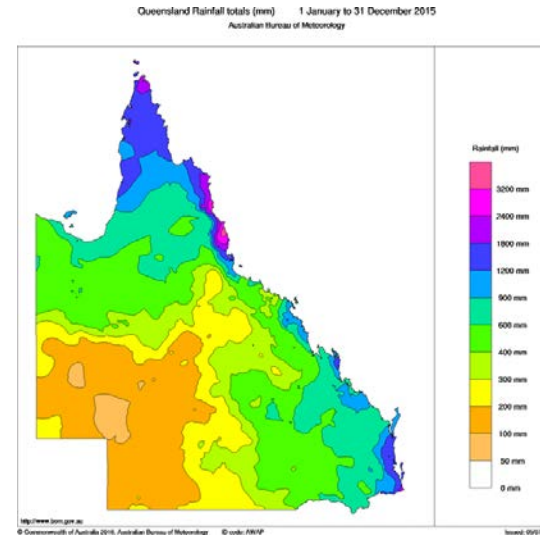 Queensland Rainfall totals (mm) 1 January to 31 December 2015
Australian Bureau of Meteorology
Rainfall (mm)
3200 mm
2400 mm
1800 mm
1200 mm
900 mm
600 mm
400 mm
300 mm
200 mm
100 mm
50 mm
0 mm
http://www.bom.gov.au
© Commonwealth of Australia 2016, Australian Bureau of Meteorology ID code: AWAP Issued: